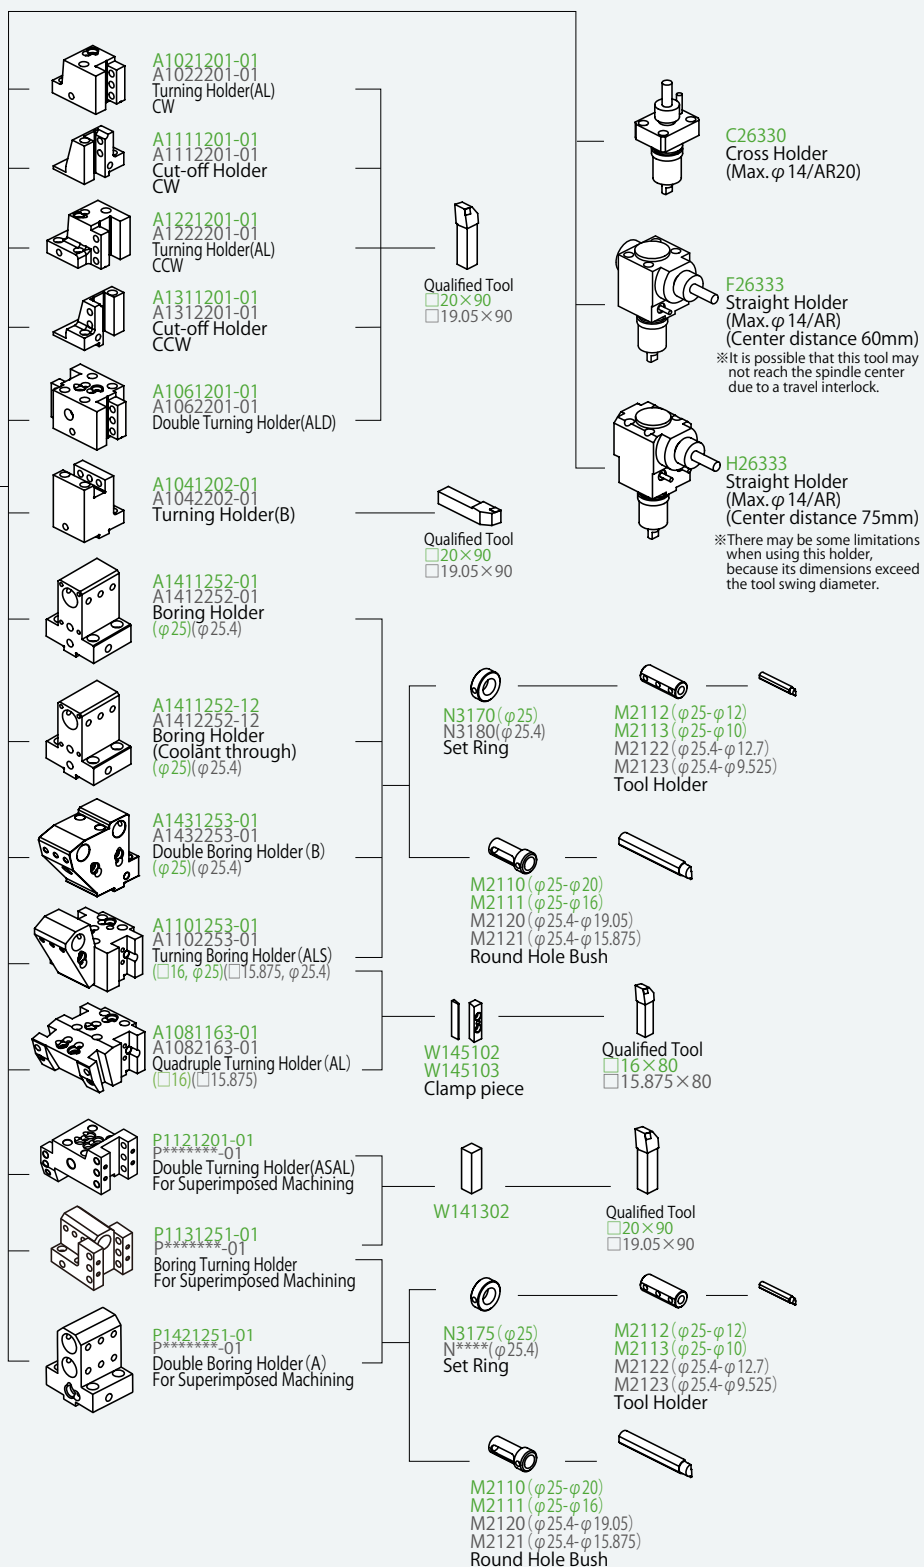 A1021201-01
A1022201-01
Turning Holder(AL)
CW
A1111201-01
A1112201-01
Cut-off Holder
CW
A1221201-01
A1222201-01
Turning Holder(AL)
CCW
A1311201-01
A1312201-01
Cut-off Holder
CCW
A1061201-01
A1062201-01
Double Turning Holder(ALD)
Qualified Tool
□20×90
□19.05×90
A1041202-01
A1042202-01
Turning Holder(B)
Qualified Tool
□20×90
□19.05×90
C26330
Cross Holder
(Max.φ14/AR20)
F26333
Straight Holder
(Max.φ14/AR)
(Center distance 60mm)
※It is possible that this tool may
not reach the spindle center
due to a travel interlock.
H26333
Straight Holder
(Max.φ14/AR)
(Center distance 75mm)
※There may be some limitations
when using this holder,
because its dimensions exceed
the tool swing diameter.
A1411252-01
A1412252-01
Boring Holder
(φ25)(φ25.4)
A1411252-12
A1412252-12
Boring Holder
(Coolant through)
(φ25)(φ25.4)
A1431253-01
A1432253-01
Double Boring Holder(B)
(φ25)(φ25.4)
A1101253-01
A1102253-01
Turning Boring Holder(ALS)
(□16, φ25)(□15.875, φ25.4)
N3170(φ25)
N3180(φ25.4)
Set Ring
M2112(φ25-φ12)
M2113(φ25-φ10)
M2122(φ25.4-φ12.7)
M2123(φ25.4-φ9.525)
Tool Holder
M2110(φ25-φ20)
M2111(φ25-φ16)
M2120(φ25.4-φ19.05)
M2121(φ25.4-φ15.875)
Round Hole Bush
A1081163-01
A1082163-01
Quadruple Turning Holder(AL)
(□16)(□15.875)
W145102
W145103
Clamp piece
Qualified Tool
□16×80
□15.875×80
P1121201-01
P*******-01
Double Turning Holder(ASAL)
For Superimposed Machining
P1131251-01
P*******-01
Boring Turning Holder
For Superimposed Machining
W141302
Qualified Tool
□20×90
□19.05×90
P1421251-01
P*******-01
Double Boring Holder(A)
For Superimposed Machining
N3175(φ25)
N****(φ25.4)
Set Ring
M2112(φ25-φ12)
M2113(φ25-φ10)
M2122(φ25.4-φ12.7)
M2123(φ25.4-φ9.525)
Tool Holder
M2110(φ25-φ20)
M2111(φ25-φ16)
M2120(φ25.4-φ19.05)
M2121(φ25.4-φ15.875)
Round Hole Bush